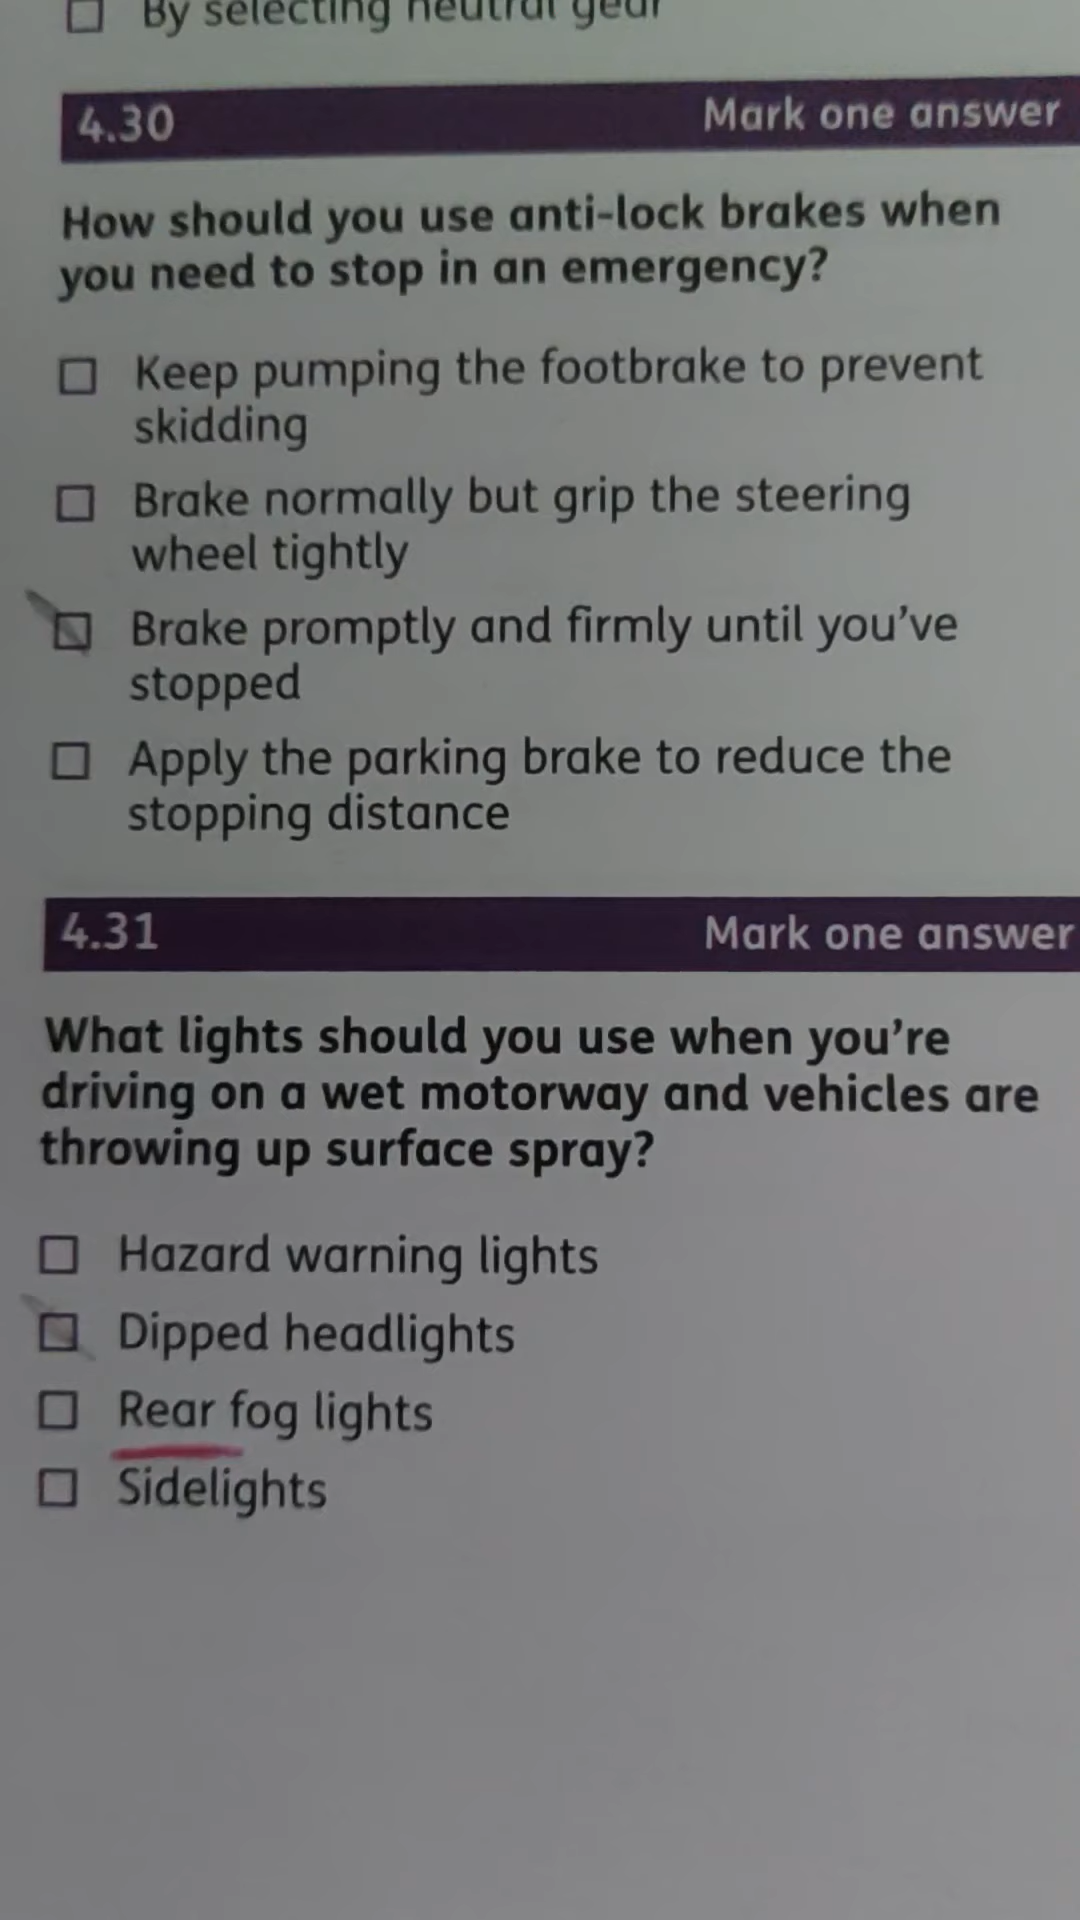 By selecting neutral gear
4.30 Mark one answer
How should you use anti-lock brakes when
you need to stop in an emergency?
Keep pumping the footbrake to prevent
skidding
Brake normally but grip the steering
wheel tightly
Brake promptly and firmly until you've
stopped
Apply the parking brake to reduce the
stopping distance
4.31 Mark one answer
What lights should you use when you're
driving on a wet motorway and vehicles are
throwing up surface spray?
Hazard warning lights
Dipped headlights
Rear fog lights
Sidelights